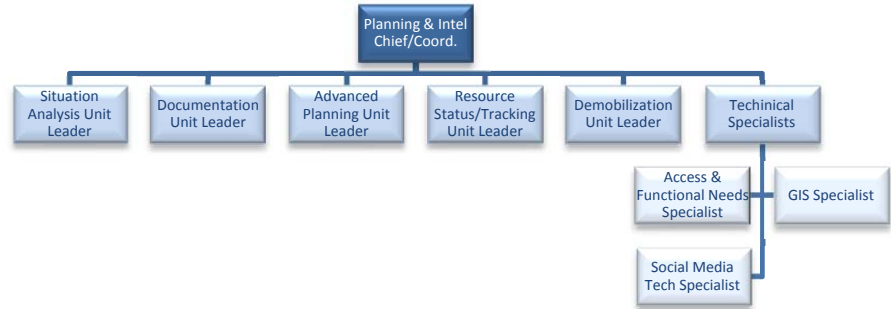 Planning & Intel
Chief/Coord.
Situation
Analysis Unit
Leader
Documentation
Unit Leader
Advanced
Planning Unit
Leader
Resource
Status/Tracking
Unit Leader
Demobilization
Unit Leader
Techinical
Specialists
Access &
Functional Needs
Specialist
GIS Specialist
Social Media
Tech Specialist